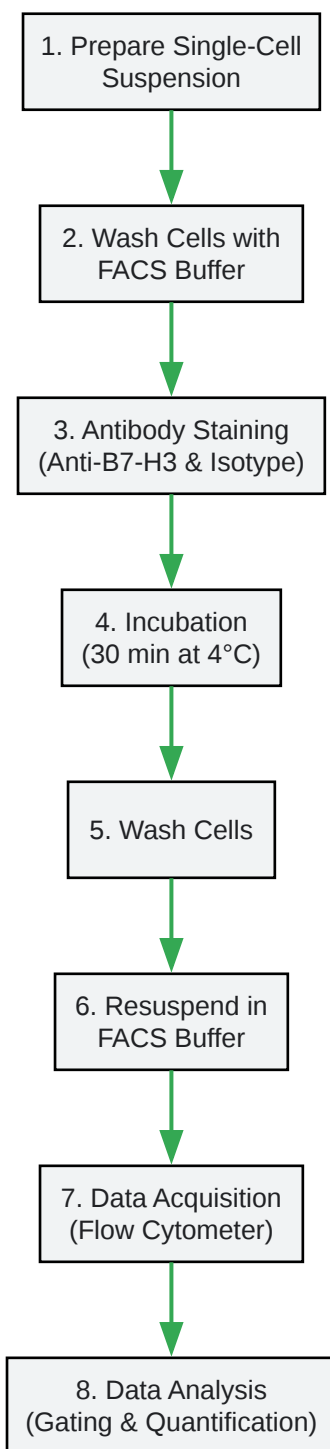 1. Prepare Single-Cell
Suspension
2. Wash Cells with
FACS Buffer
3. Antibody Staining
(Anti-B7-H3 & Isotype)
4. Incubation
(30 min at 4°C)
5. Wash Cells
6. Resuspend in
FACS Buffer
7. Data Acquisition
(Flow Cytometer)
8. Data Analysis
(Gating & Quantification)